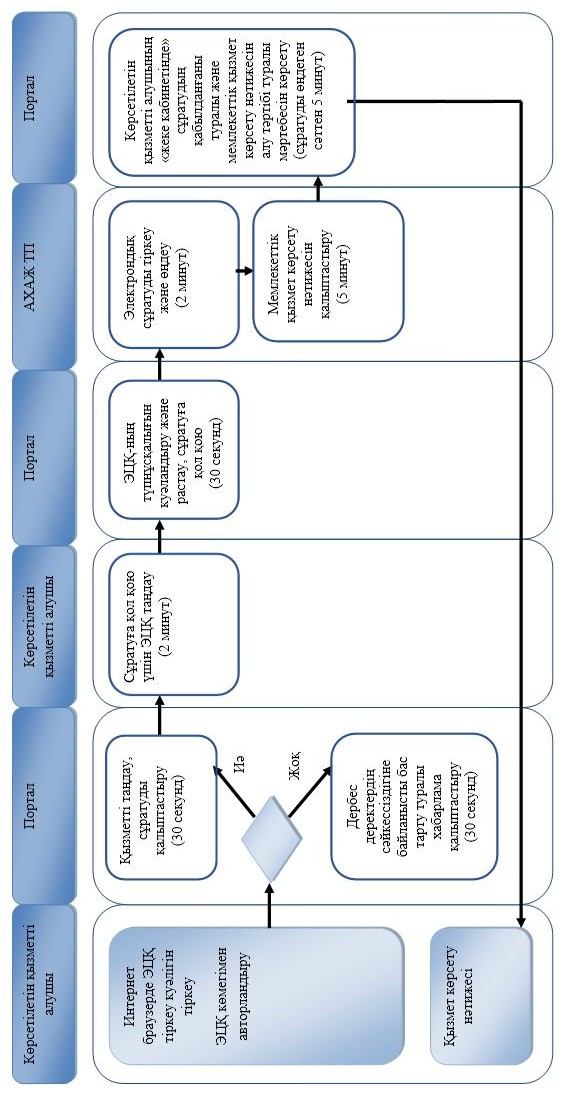 Көрсетілетін қызметті
алушы
Портал
Көрсетілетін
қызметті алушы
Портал
АХАЖ ТП
Портал
Интернет
браузерде ЭЦҚ
тіркеу куәлігін
тіркеу
ЭЦҚ көмегімен
авторландыру
Қызмет көрсету
нәтижесі
Қызметті таңдау,
сұратуды
қалыптастыру
(30 секунд)
Иә
Жоқ
Дербес
деректердің
сәйкессіздігіне
байланысты бас
тарту туралы
хабарлама
қалыптастыру
(30 секунд)
Сұратуға қол қою
үшін ЭЦҚ таңдау
(2 минут)
ЭЦҚ-ның
түпнұсқалығын
куәландыру және
растау, сұратуға
қол қою
(30 секунд)
Электрондық
сұратуды тіркеу
және өңдеу
(2 минут)
Мемлекеттік
қызмет көрсету
нәтижесін
қалыптастыру
(5 минут)
Көрсетілетін
қызметті алушының
«жеке кабинетінде»
сұратудың
қабылданғаны
туралы және
мемлекеттік қызмет
көрсету нәтижесін
алу тәртібі туралы
мәртебесін көрсету
(сұратуды өңдеген
сәттен 5 минут)